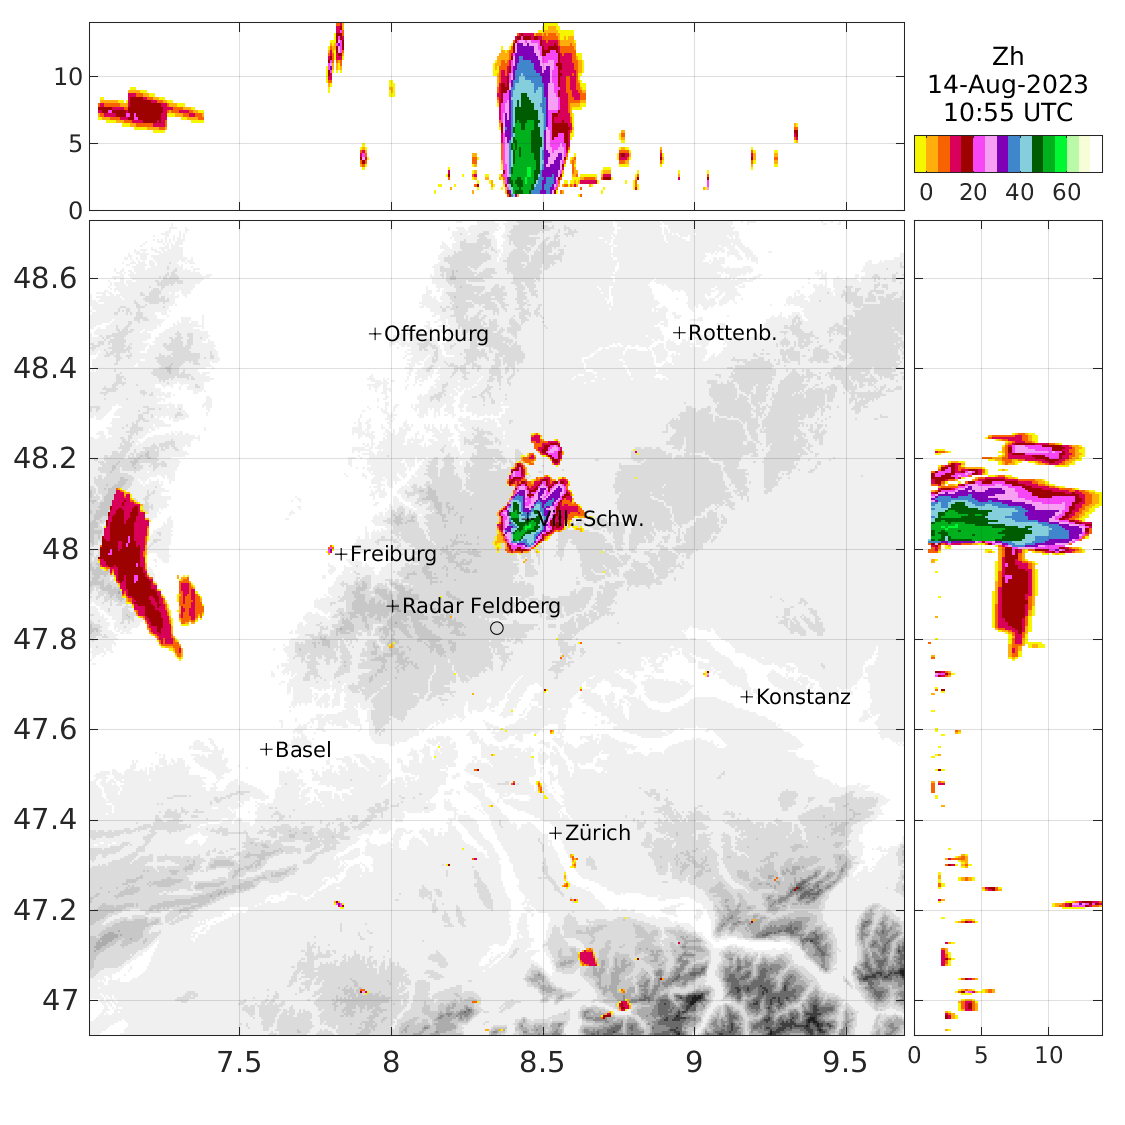 10
5
0
Zh
14-Aug-2023
10:55 UTC
0 20 40 60
48.6
48.4
48.2
48
47.8
47.6
47.4
47.2
47
+Offenburg
+Rottenb.
+Vill.-Schw.
+Freiburg
+Radar Feldberg
+Konstanz
+Basel
+Zürich
7.5 8 8.5 9 9.5
0 5 10